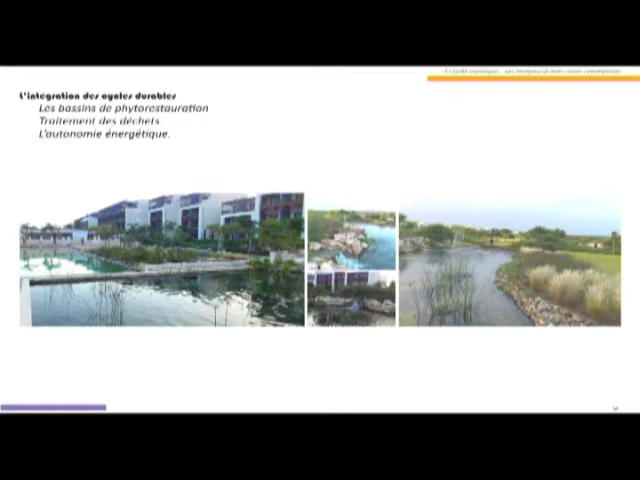 L'intégration des cycles durables
Les bassins de phytorestauration
Traitement des déchets
L'autonomie énergétique.